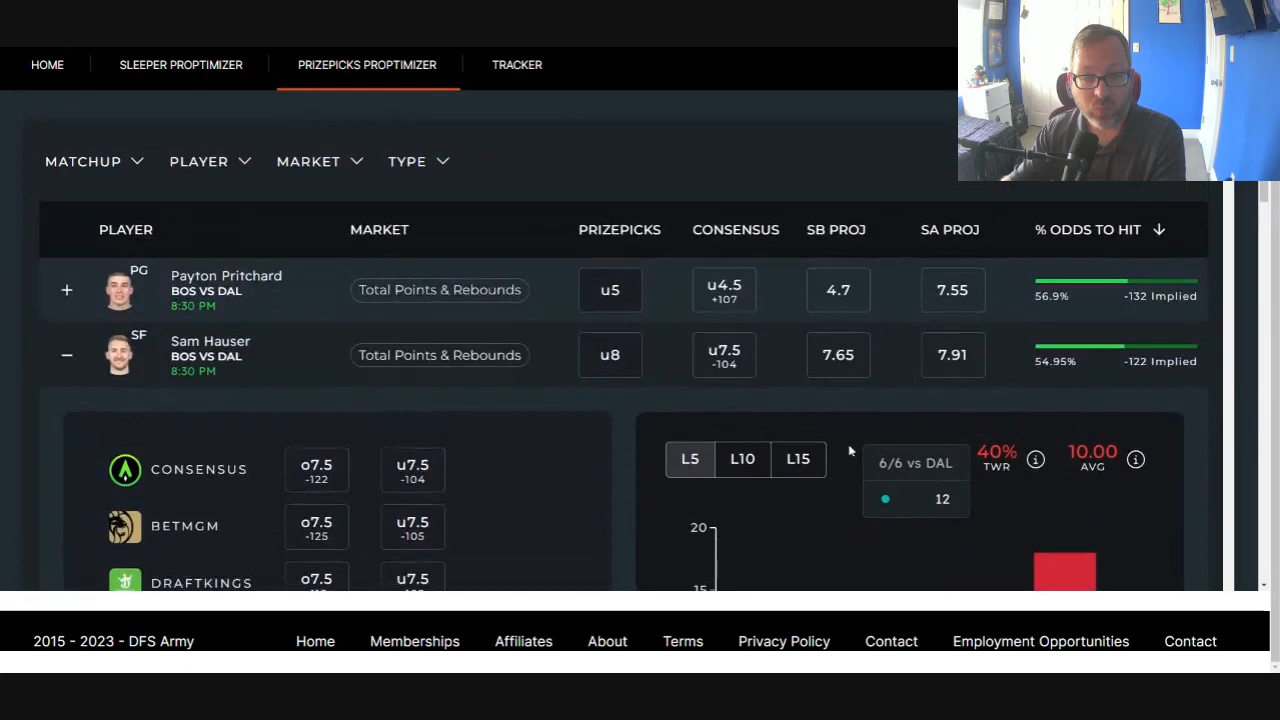 HOME
SLEEPER PROPTIMIZER
PRIZEPICKS PROPTIMIZER
TRACKER
MATCHUP
PLAYER
MARKET
TYPE
PLAYER
MARKET
PRIZEPICKS
CONSENSUS
SB PROJ
SA PROJ
% ODDS TO HIT
PG
Payton Pritchard
BOS VS DAL
8:30 PM
Total Points & Rebounds
u5
u4.5
+107
4.7
7.55
56.9%
-132 Implied
SF
Sam Hauser
BOS VS DAL
8:30 PM
Total Points & Rebounds
u8
u7.5
-104
7.65
7.91
54.95%
-122 Implied
CONSENSUS
o7.5
-122
u7.5
-104
BETMGM
o7.5
-125
u7.5
-105
DRAFTKINGS
o7.5
u7.5
L5
L10
L15
6/6 vs DAL
12
40%
TWR
10.00
AVG
20
15
2015 - 2023 - DFS Army
Home
Memberships
Affiliates
About
Terms
Privacy Policy
Contact
Employment Opportunities
Contact